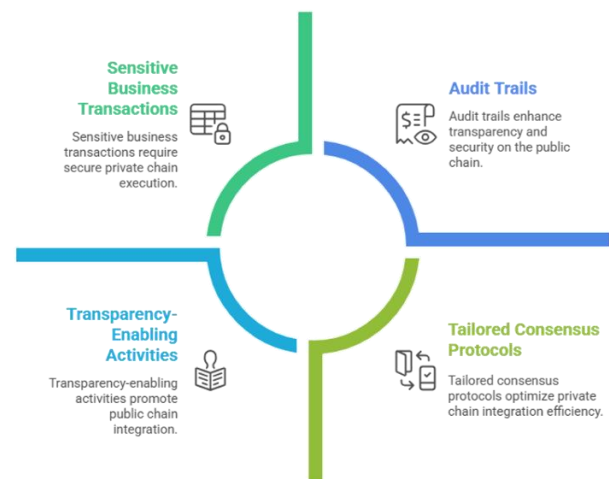 Sensitive
Business
Transactions
Sensitive business
transactions require
secure private chain
execution.
Audit Trails
Audit trails enhance
transparency and
security on the public
chain.
Transparency-
Enabling
Activities
Transparency-enabling
activities promote
public chain
integration.
Tailored Consensus
Protocols
Tailored consensus
protocols optimize private
chain integration efficiency.